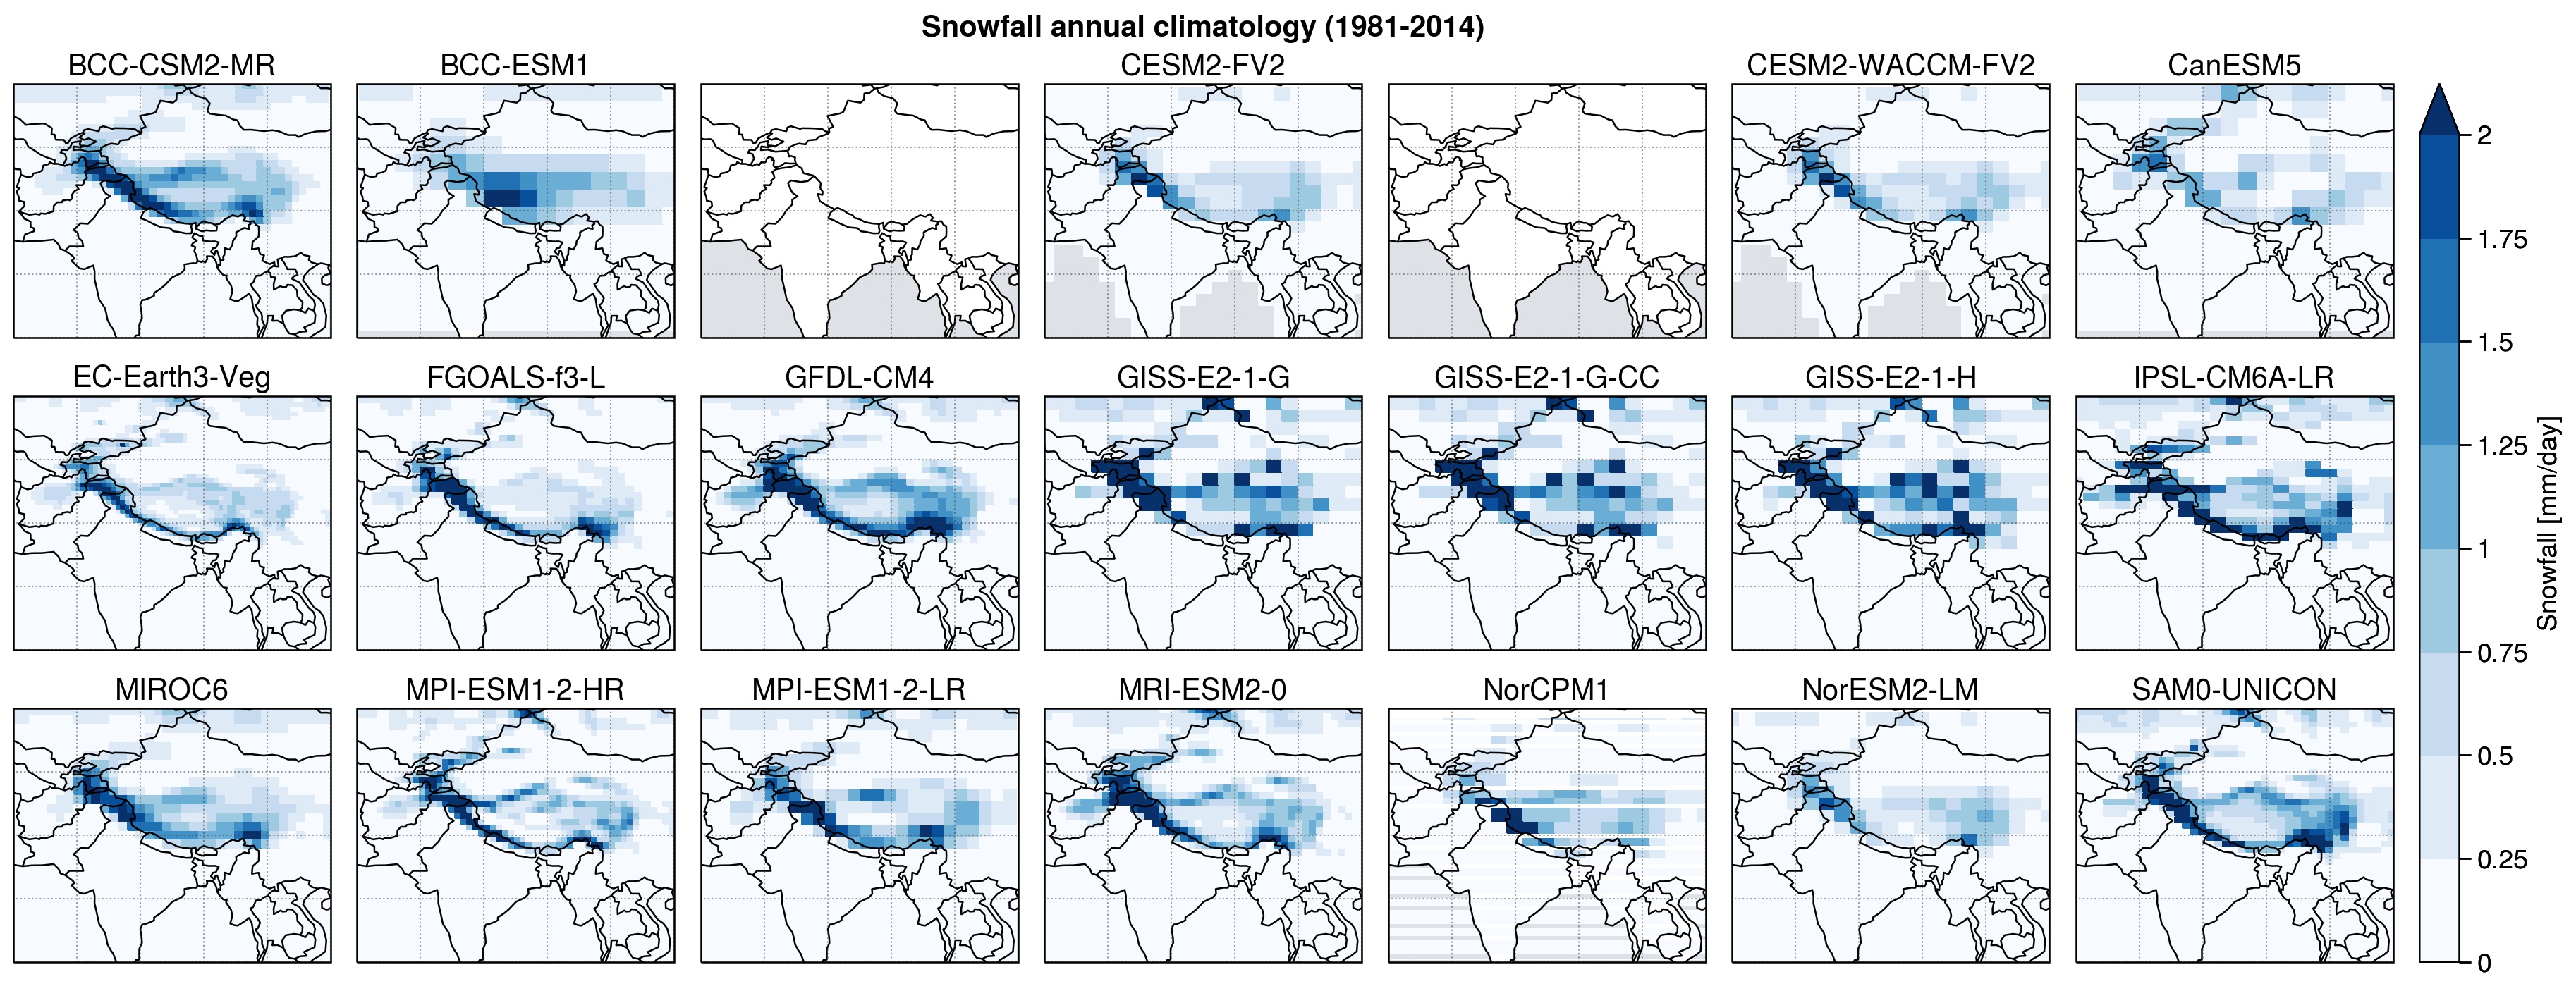 Snowfall annual climatology (1981-2014)
BCC-CSM2-MR
BCC-ESM1
CESM2-FV2
CESM2-WACCM-FV2
CanESM5
EC-Earth3-Veg
FGOALS-f3-L
GFDL-CM4
GISS-E2-1-G
GISS-E2-1-G-CC
GISS-E2-1-H
IPSL-CM6A-LR
MIROC6
MPI-ESM1-2-HR
MPI-ESM1-2-LR
MRI-ESM2-0
NorCPM1
NorESM2-LM
SAM0-UNICON
2
1.75
1.5
1.25
1
0.75
0.5
0.25
0
Snowfall [mm/day]